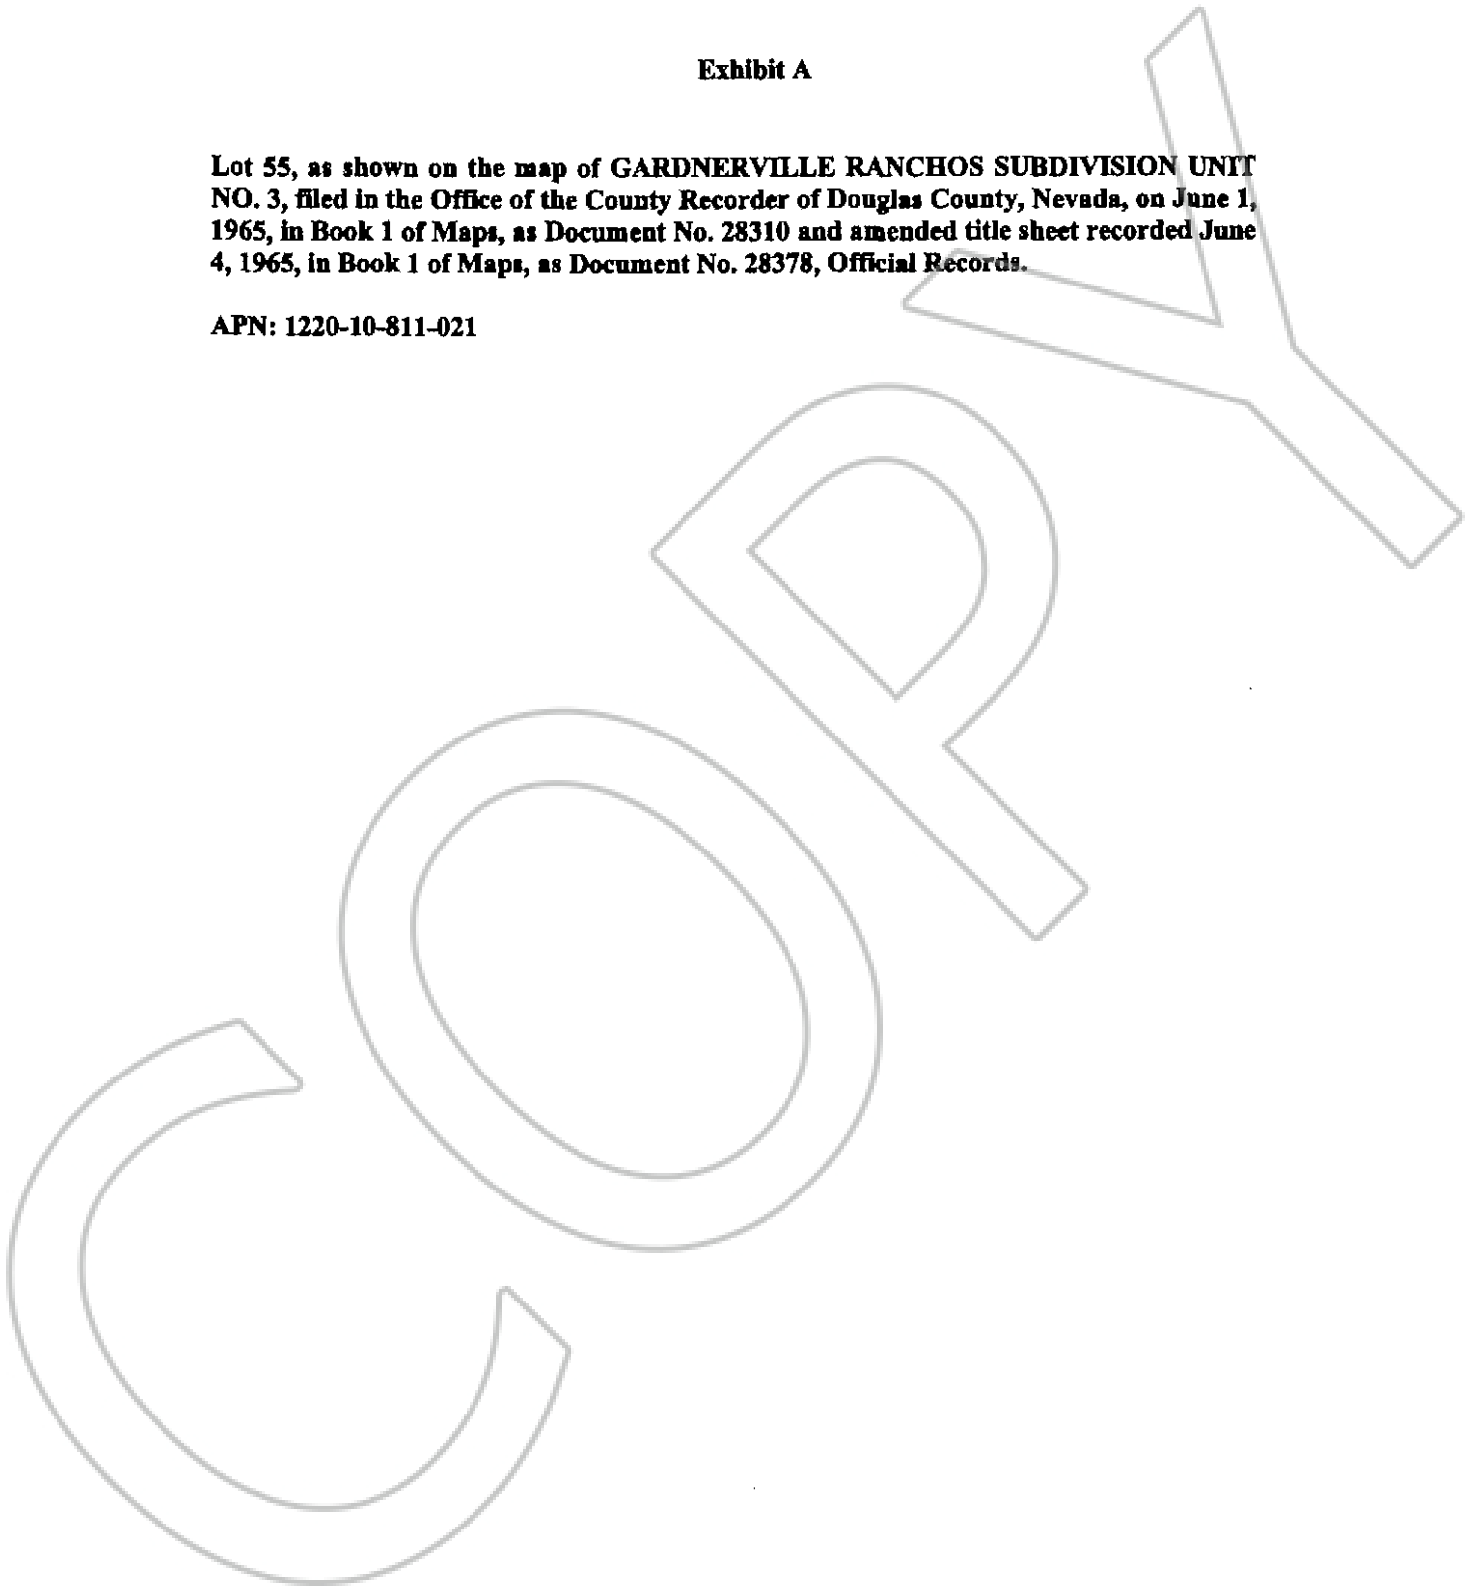 Exhibit A
Lot 55, as shown on the map of GARDNERVILLE RANCHOS SUBDIVISION UNIT
NO. 3, filed in the Office of the County Recorder of Douglas County, Nevada, on June 1,
1965, in Book 1 of Maps, as Document No. 28310 and amended title sheet recorded June
4, 1965, in Book 1 of Maps, as Document No. 28378, Official Records.
APN: 1220-10-811-021
COPY